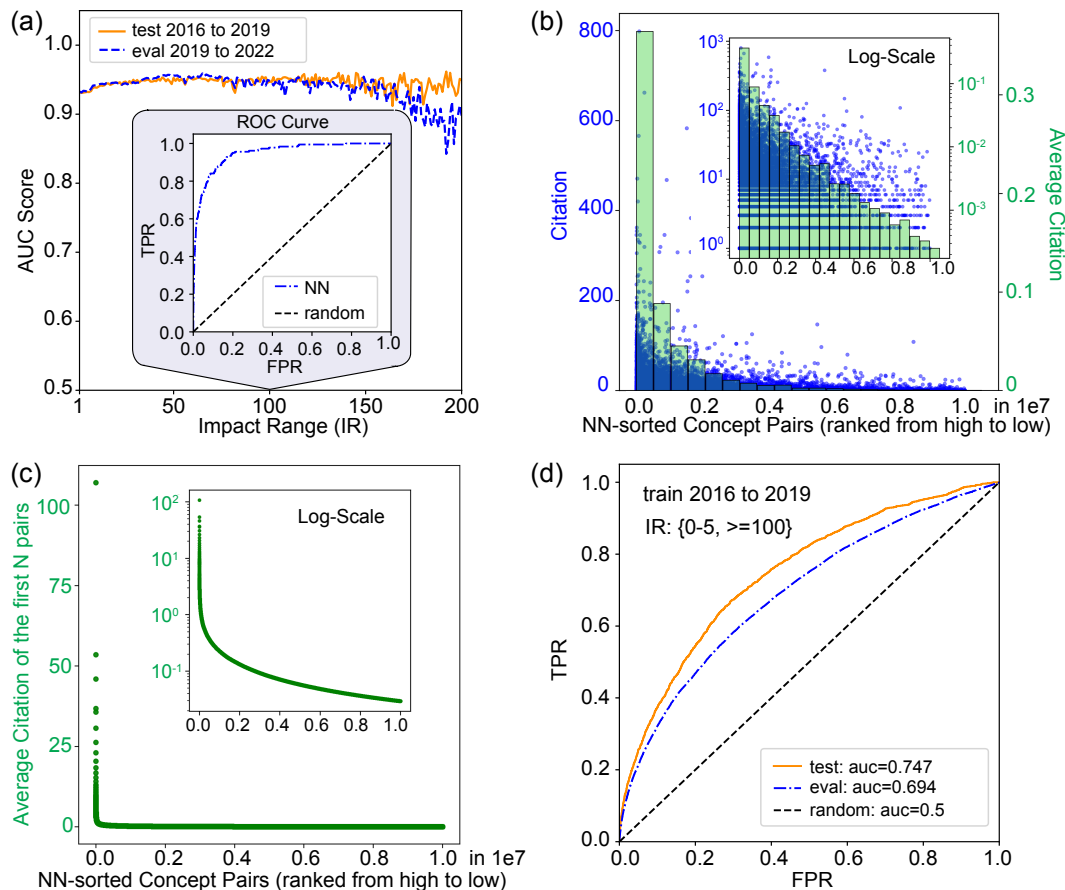 (a)
test 2016 to 2019
eval 2019 to 2022
1.0
0.9
0.8
0.7
0.6
0.5
AUC Score
1
50
100
150
200
Impact Range (IR)
ROC Curve
1.0
0.8
0.6
0.4
0.2
0.0
TPR
NN
random
0.0
0.2
0.4
0.6
0.8
1.0
FPR
(b)
800
600
400
200
0
Citation
Log-Scale
10³
10²
10¹
10⁰
10⁻¹
10⁻²
10⁻³
0.0
0.2
0.4
0.6
0.8
1.0
0.3
0.2
0.1
0
Average Citation
0.0
0.2
0.4
0.6
0.8
1.0
in 1e7
NN-sorted Concept Pairs (ranked from high to low)
(c)
100
75
50
25
0
Average Citation of the first N pairs
Log-Scale
10²
10¹
10⁰
10⁻¹
0.0
0.2
0.4
0.6
0.8
1.0
0.0
0.2
0.4
0.6
0.8
1.0
in 1e7
NN-sorted Concept Pairs (ranked from high to low)
(d)
train 2016 to 2019
IR: {0-5, >=100}
1.0
0.8
0.6
0.4
0.2
0.0
TPR
test: auc=0.747
eval: auc=0.694
random: auc=0.5
0.0
0.2
0.4
0.6
0.8
1.0
FPR